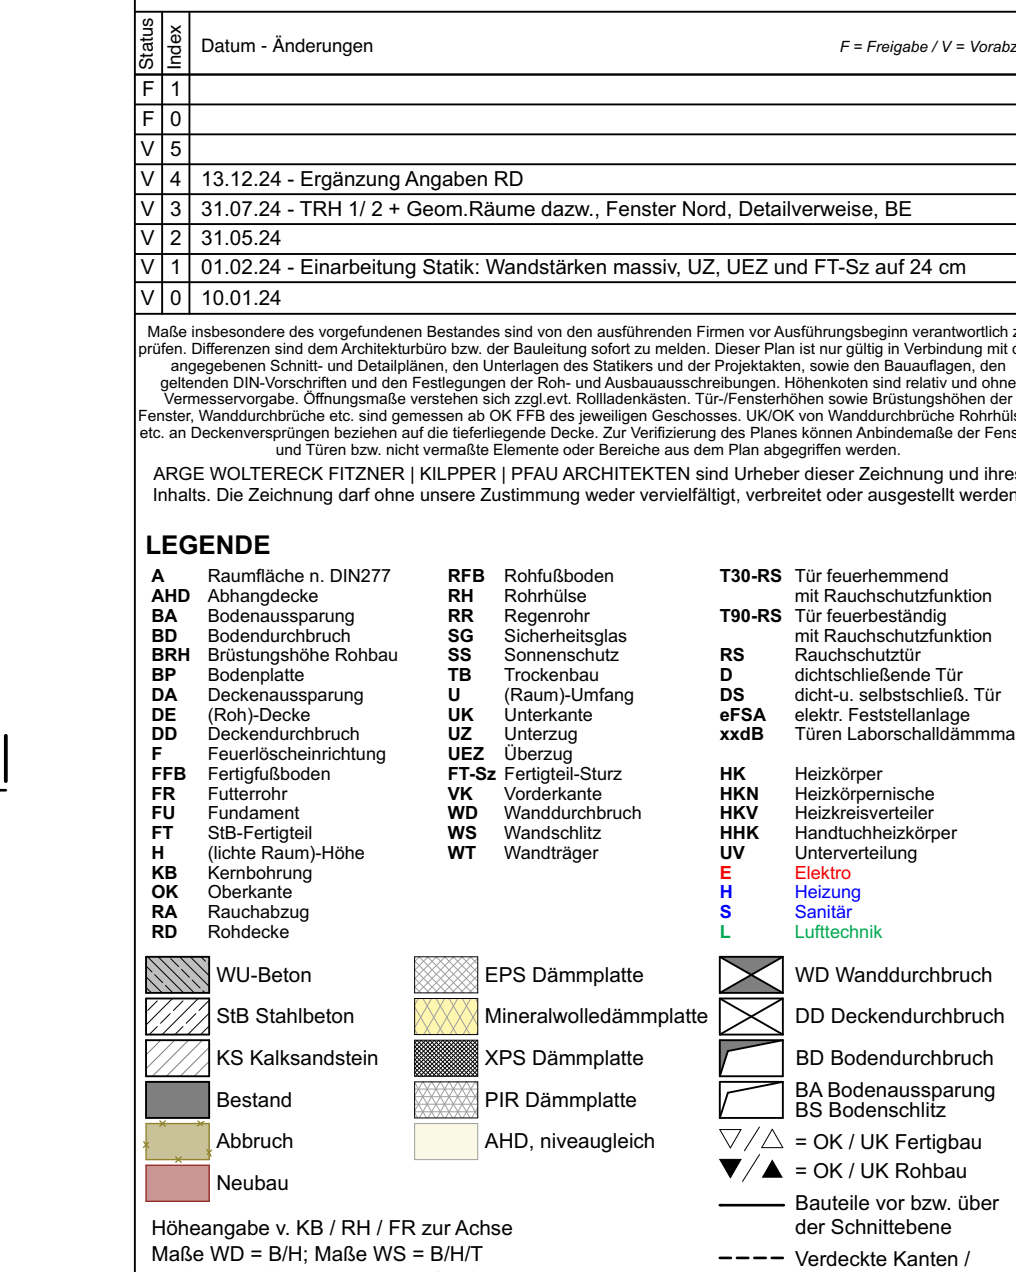 Status Index Datum - Änderungen F = Freigabe / V = Vorabz
F 1
F 0
V 5
V 4 13.12.24 - Ergänzung Angaben RD
V 3 31.07.24 - TRH 1/ 2 + Geom.Räume dazw., Fenster Nord, Detailverweise, BE
V 2 31.05.24
V 1 01.02.24 - Einarbeitung Statik: Wandstärken massiv, UZ, UEZ und FT-Sz auf 24 cm
V 0 10.01.24
Maße insbesondere des vorgefundenen Bestandes sind von den ausführenden Firmen vor Ausführungsbeginn verantwortlich z
prüfen. Differenzen sind dem Architekturbüro bzw. der Bauleitung sofort zu melden. Dieser Plan ist nur gültig in Verbindung mit d
angegebenen Schnitt- und Detailplänen, den Unterlagen des Statikers und der Projektakten, sowie den Bauauflagen, den
geltenden DIN-Vorschriften und den Festlegungen der Roh- und Ausbauausschreibungen. Höhenkoten sind relativ und ohne
Vermesservorgabe. Öffnungsmaße verstehen sich zzgl.evt. Rollladenkästen. Tür-/Fensterhöhen sowie Brüstungshöhen der
Fenster, Wanddurchbrüche etc. sind gemessen ab OK FFB des jeweiligen Geschosses. UK/OK von Wanddurchbrüche Rohrhüls
etc. an Deckenversprüngen beziehen auf die tieferliegende Decke. Zur Verifizierung des Planes können Anbindemaße der Fens
und Türen bzw. nicht vermaßte Elemente oder Bereiche aus dem Plan abgegriffen werden.
ARGE WOLTERECK FITZNER | KILPPER | PFAU ARCHITEKTEN sind Urheber dieser Zeichnung und ihres
Inhalts. Die Zeichnung darf ohne unsere Zustimmung weder vervielfältigt, verbreitet oder ausgestellt werden
LEGENDE
A Raumfläche n. DIN277
AHD Abhangdecke
BA Bodenaussparung
BD Bodendurchbruch
BRH Brüstungshöhe Rohbau
BP Bodenplatte
DA Deckenaussparung
DE (Roh)-Decke
DD Deckendurchbruch
F Feuerlöscheinrichtung
FFB Fertigfußboden
FR Futterrohr
FU Fundament
FT StB-Fertigteil
H (lichte Raum)-Höhe
KB Kernbohrung
OK Oberkante
RA Rauchabzug
RD Rohdecke
RFB Rohfußboden
RH Rohrhülse
RR Regenrohr
SG Sicherheitsglas
SS Sonnenschutz
TB Trockenbau
U (Raum)-Umfang
UK Unterkante
UZ Unterzug
UEZ Überzug
FT-Sz Fertigteil-Sturz
VK Vorderkante
WD Wanddurchbruch
WS Wandschlitz
WT Wandträger
T30-RS Tür feuerhemmend
mit Rauchschutzfunktion
T90-RS Tür feuerbeständig
mit Rauchschutzfunktion
RS Rauchschutztür
D dichtschließende Tür
DS dicht-u. selbstschließ. Tür
eFSA elektr. Feststellanlage
xxdB Türen Laborschalldämmma
HK Heizkörper
HKN Heizkörpernische
HKV Heizkreisverteiler
HHK Handtuchheizkörper
UV Unterverteilung
E Elektro
H Heizung
S Sanitär
L Lufttechnik
WU-Beton
StB Stahlbeton
KS Kalksandstein
Bestand
Abbruch
Neubau
EPS Dämmplatte
Mineralwolledämmplatte
XPS Dämmplatte
PIR Dämmplatte
AHD, niveaugleich
WD Wanddurchbruch
DD Deckendurchbruch
BD Bodendurchbruch
BA Bodenaussparung
BS Bodenschlitz
▽/△ = OK / UK Fertigbau
▼/▲ = OK / UK Rohbau
Bauteile vor bzw. über
der Schnittebene
Verdeckte Kanten /
Höheangabe v. KB / RH / FR zur Achse
Maße WD = B/H; Maße WS = B/H/T